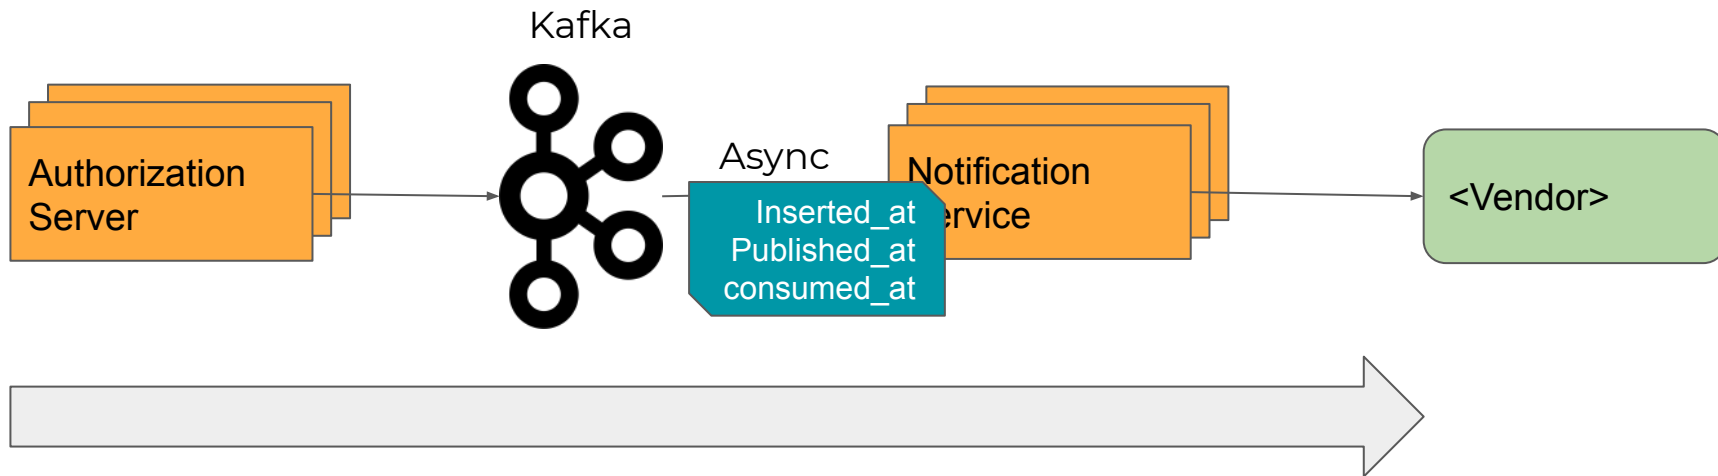 Kafka
Authorization
Server
Async
Inserted_at
Published_at
consumed_at
Notification
ervice
<Vendor>